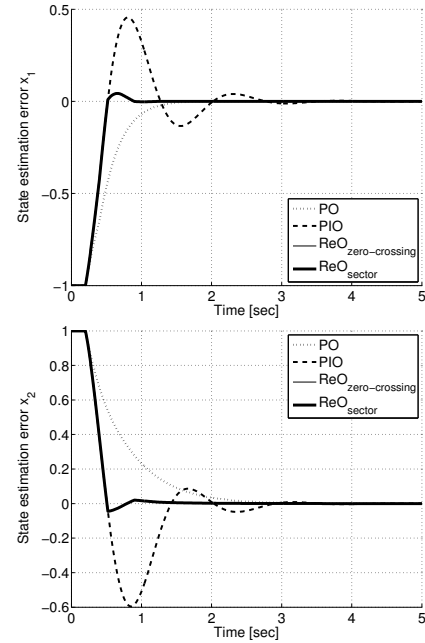 0.5
0
−0.5
−1
State estimation error x1
0 1 2 3 4 5
Time [sec]
PO
PIO
ReOzero−crossing
ReOsector
1
0.8
0.6
0.4
0.2
0
−0.2
−0.4
−0.6
State estimation error x2
0 1 2 3 4 5
Time [sec]
PO
PIO
ReOzero−crossing
ReOsector